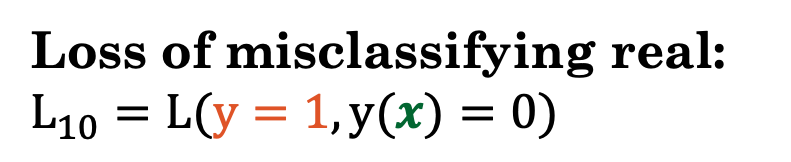 Loss of misclassifying real:
L₁₀ = L(y = 1, y(x) = 0)